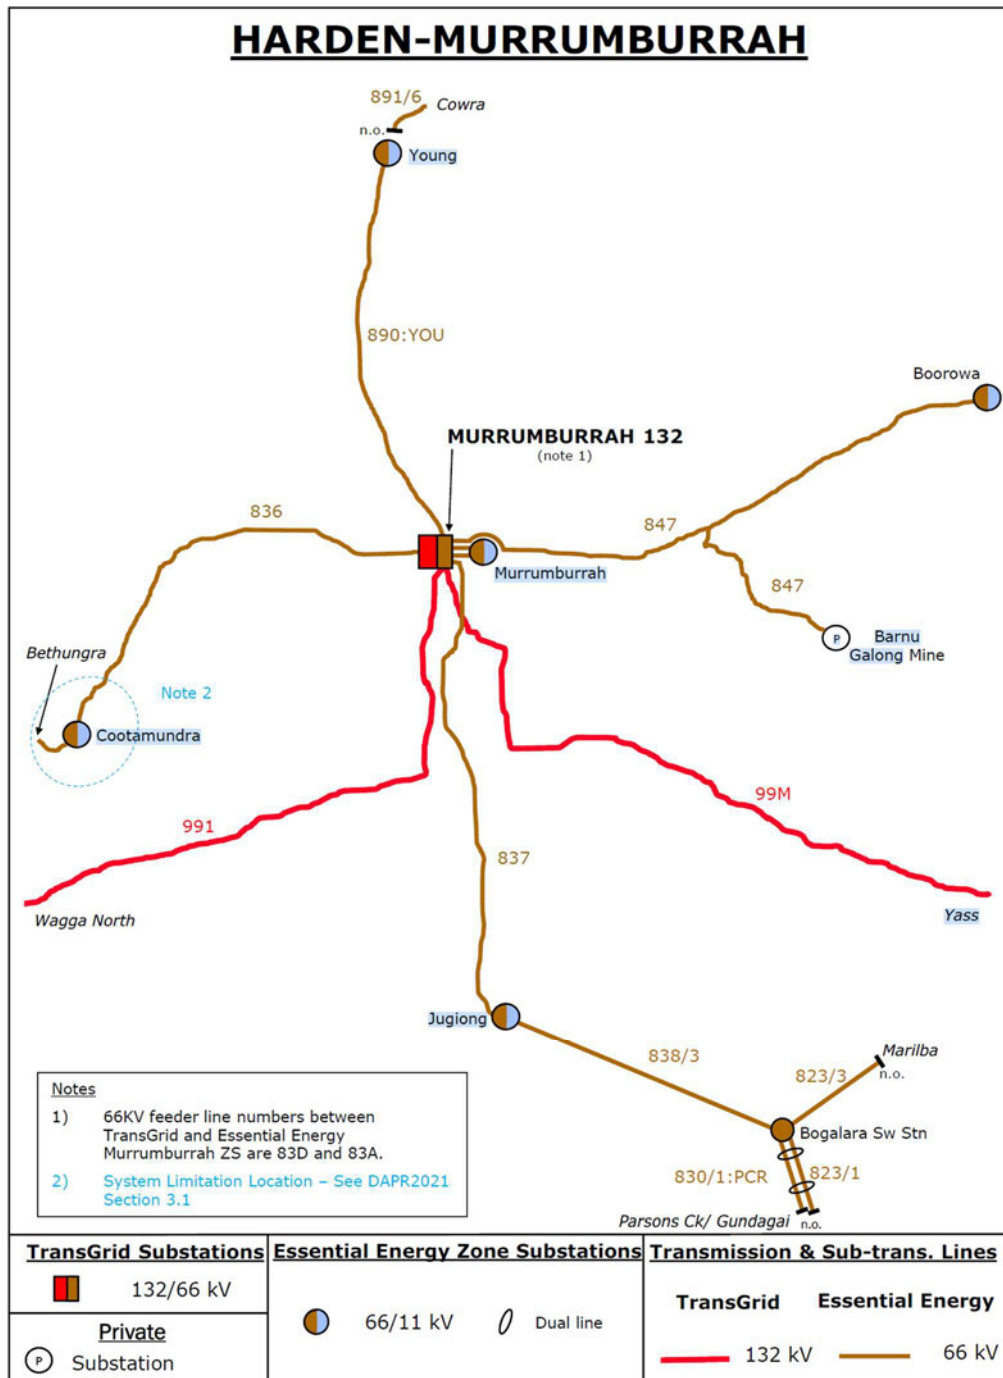 HARDEN-MURRUMBURRAH
891/6
Cowra
n.o.
Young
890:YOU
Boorowa
MURRUMBURRAH 132
(note 1)
836
847
Murrumburrah
847
P
Barnu
Galong Mine
Bethungra
Note 2
Cootamundra
991
99M
837
Wagga North
Yass
Jugiong
838/3
Marilba
823/3
n.o.
Bogalara Sw Stn
830/1:PCR
823/1
Parsons Ck/ Gundagai
n.o.
Notes
1) 66KV feeder line numbers between
TransGrid and Essential Energy
Murrumburrah ZS are 83D and 83A.
2) System Limitation Location – See DAPR2021
Section 3.1
TransGrid Substations
132/66 kV
Private
P Substation
Essential Energy Zone Substations
66/11 kV
Dual line
Transmission & Sub-trans. Lines
TransGrid Essential Energy
132 kV 66 kV